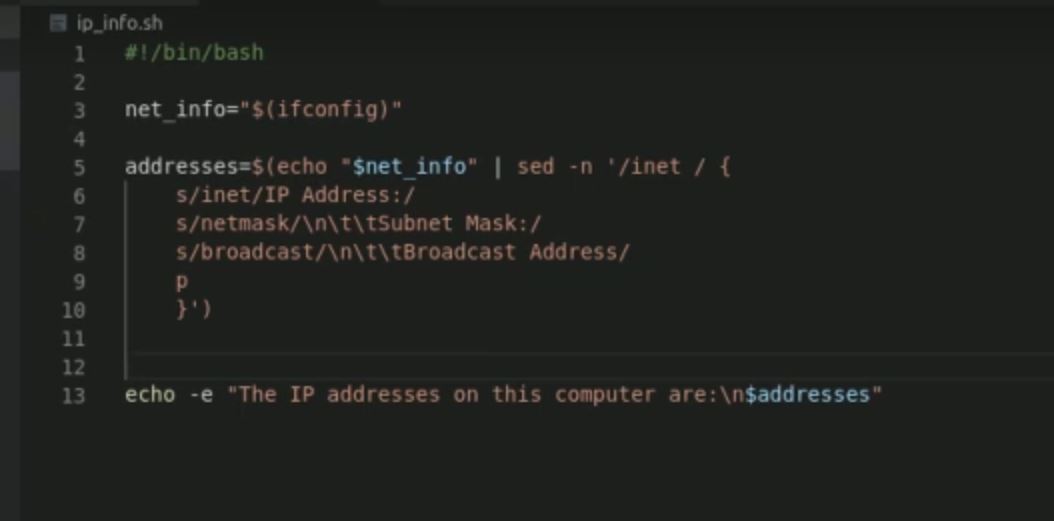 ip_info.sh
1 #!/bin/bash
2
3 net_info="$(ifconfig)"
4
5 addresses=$(echo "$net_info" | sed -n '/inet / {
6     s/inet/IP Address:/
7     s/netmask/\n\t\tSubnet Mask:/
8     s/broadcast/\n\t\tBroadcast Address/
9     p
10     }')
11
12
13 echo -e "The IP addresses on this computer are:\n$addresses"